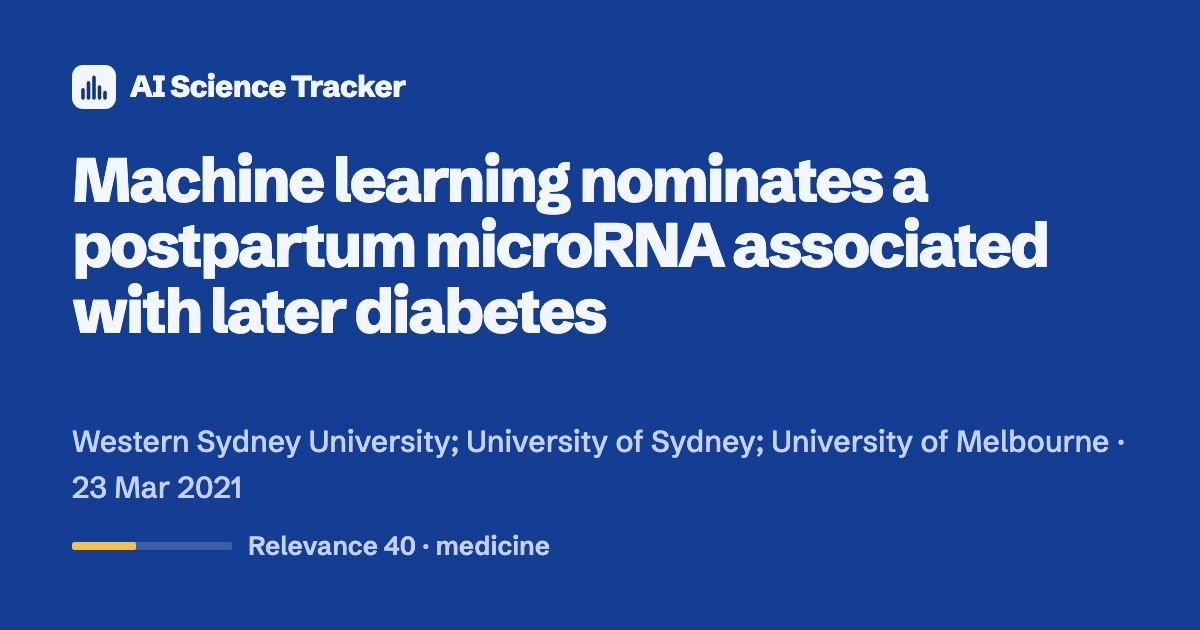 AI Science Tracker
Machine learning nominates a
postpartum microRNA associated
with later diabetes
Western Sydney University; University of Sydney; University of Melbourne ·
23 Mar 2021
Relevance 40 · medicine